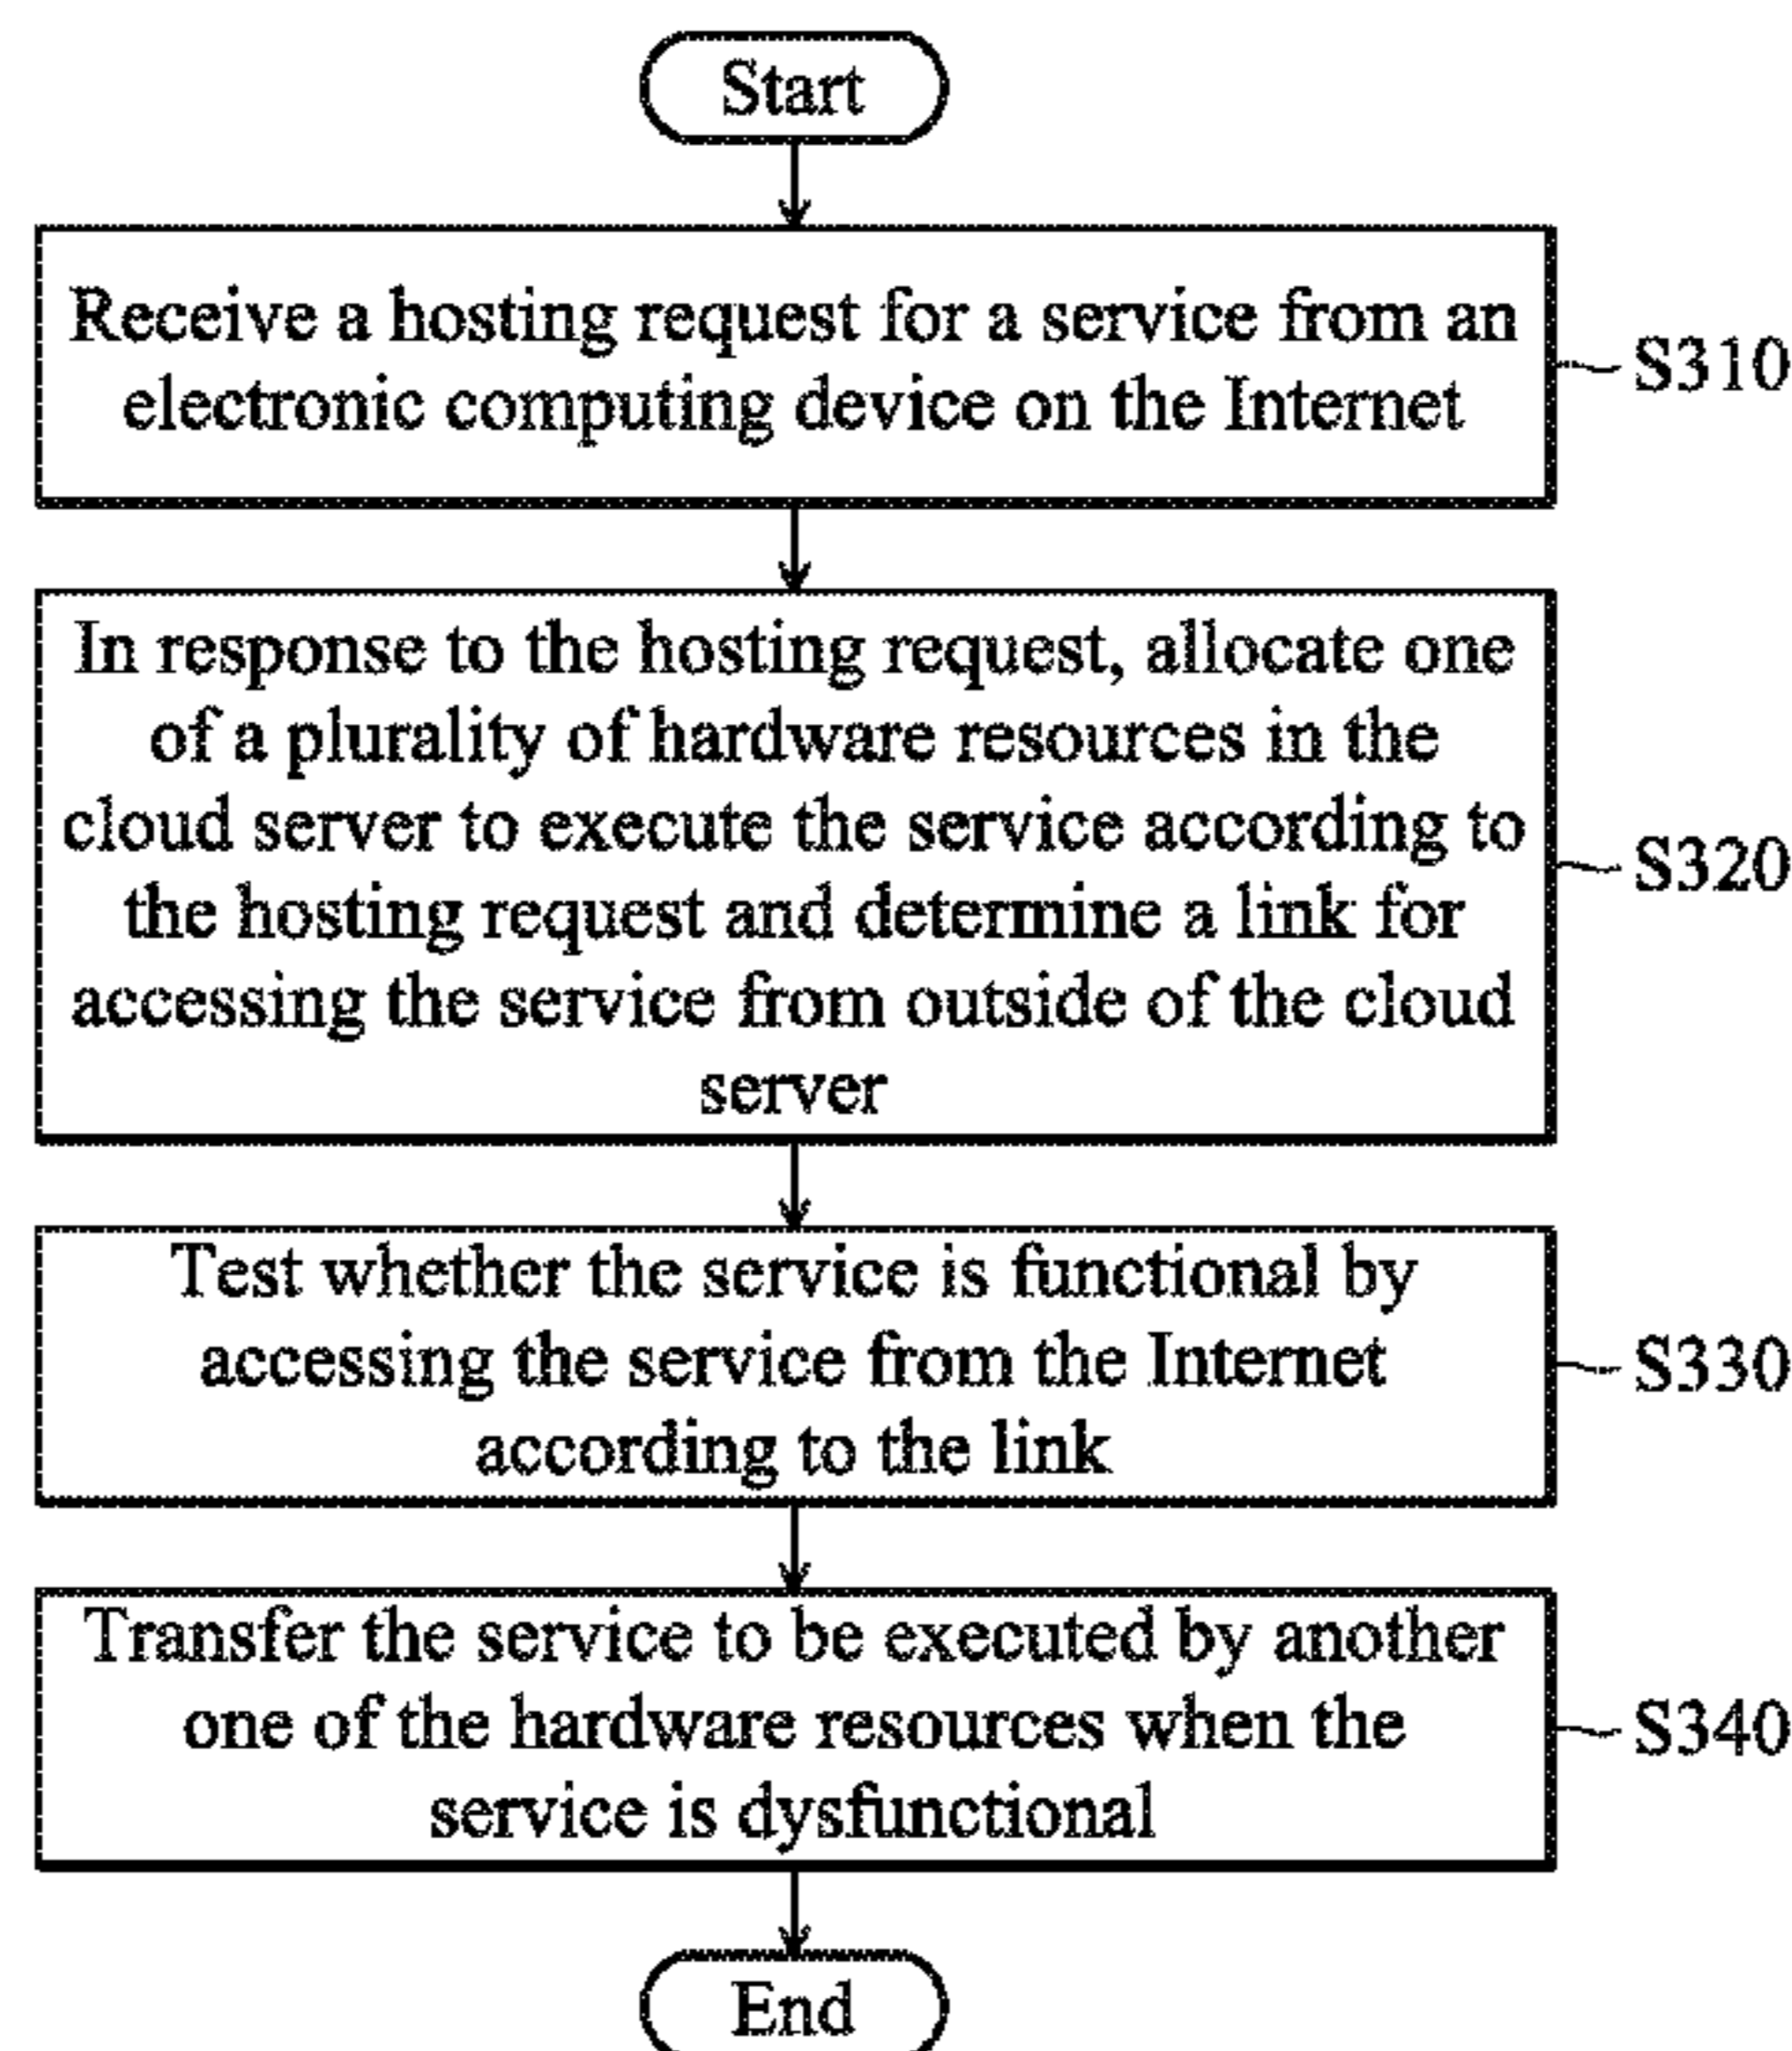 Start
Receive a hosting request for a service from an
electronic computing device on the Internet
S310
In response to the hosting request, allocate one
of a plurality of hardware resources in the
cloud server to execute the service according to
the hosting request and determine a link for
accessing the service from outside of the cloud
server
S320
Test whether the service is functional by
accessing the service from the Internet
according to the link
S330
Transfer the service to be executed by another
one of the hardware resources when the
service is dysfunctional
S340
End